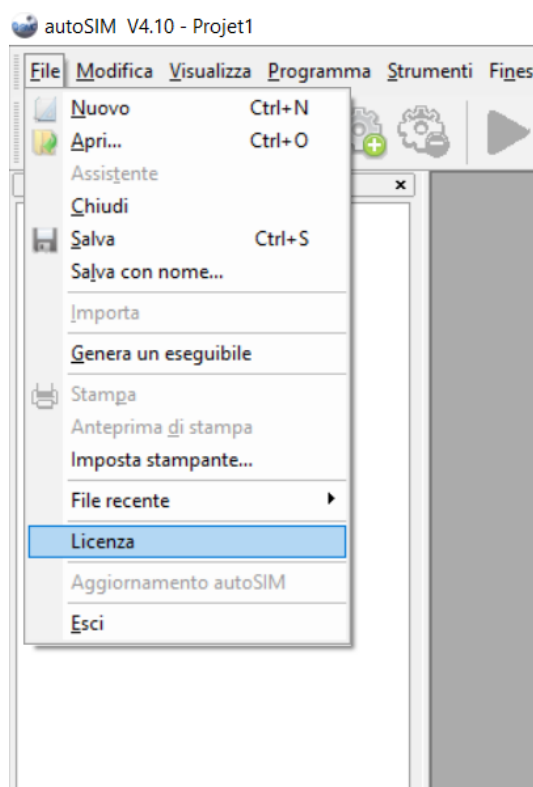 autoSIM V4.10 - Projet1
File Modifica Visualizza Programma Strumenti Fines
Nuovo Ctrl+N
Apri... Ctrl+O
Assistente
Chiudi
Salva Ctrl+S
Salva con nome...
Importa
Genera un eseguibile
Stampa
Anteprima di stampa
Imposta stampante...
File recente
Licenza
Aggiornamento autoSIM
Esci